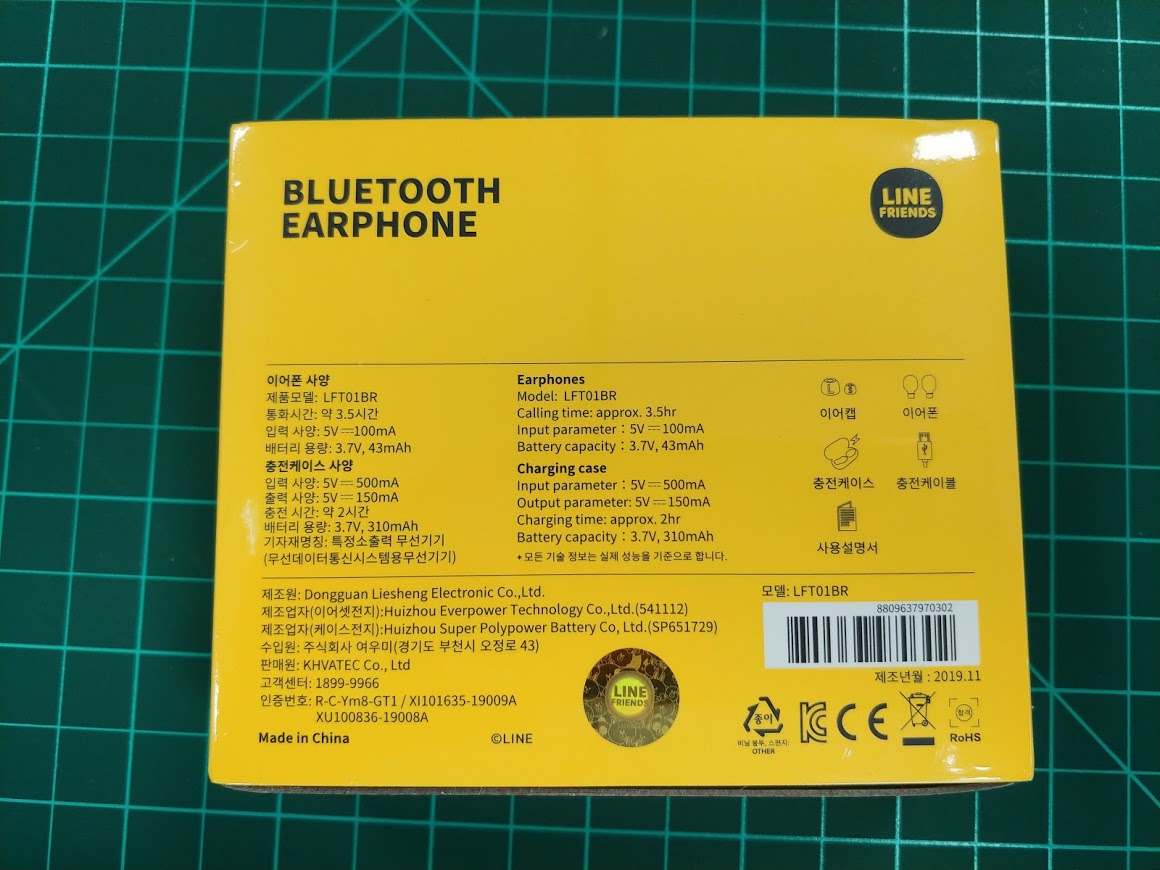 BLUETOOTH
EARPHONE
LINE
FRIENDS
이어폰 사양
제품모델: LFT01BR
통화시간: 약 3.5시간
입력 사양: 5V⎓100mA
배터리 용량: 3.7V, 43mAh
충전케이스 사양
입력 사양: 5V⎓500mA
출력 사양: 5V⎓150mA
충전 시간: 약 2시간
배터리 용량: 3.7V, 310mAh
기자재명칭: 특정소출력 무선기기
(무선데이터통신시스템용무선기기)
Earphones
Model: LFT01BR
Calling time: approx. 3.5hr
Input parameter : 5V⎓100mA
Battery capacity : 3.7V, 43mAh
Charging case
Input parameter : 5V⎓500mA
Output parameter: 5V⎓150mA
Charging time: approx. 2hr
Battery capacity : 3.7V, 310mAh
* 모든 기술 정보는 실제 성능을 기준으로 합니다.
L S
이어캡
이어폰
충전케이스
충전케이블
사용설명서
제조원: Dongguan Liesheng Electronic Co.,Ltd.
제조업자(이어셋전지):Huizhou Everpower Technology Co.,Ltd.(541112)
제조업자(케이스전지):Huizhou Super Polypower Battery Co, Ltd.(SP651729)
수입원: 주식회사 여우미(경기도 부천시 오정로 43)
판매원: KHVATEC Co., Ltd
고객센터: 1899-9966
인증번호: R-C-Ym8-GT1 / XI101635-19009A
XU100836-19008A
Made in China
©LINE
LINE
FRIENDS
모델: LFT01BR
8809637970302
제조년월 : 2019.11
종이
비닐 봉투, 스펀지:
OTHER
KC
CE
합격
RoHS